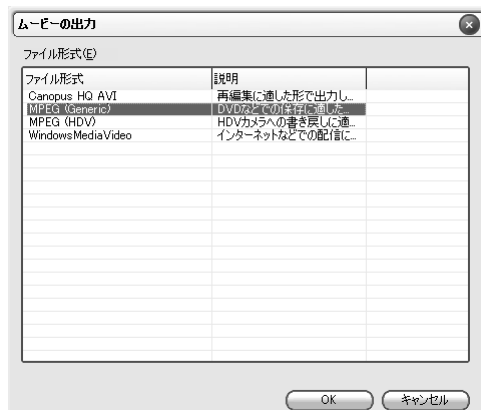 ムービーの出力
ファイル形式(E)
ファイル形式 説明
Canopus HQ AVI 再編集に適した形で出力し...
MPEG (Generic) DVDなどでの保存に適した...
MPEG (HDV) HDVカメラへの書き戻しに適...
WindowsMediaVideo インターネットなどでの配信に...
OK キャンセル